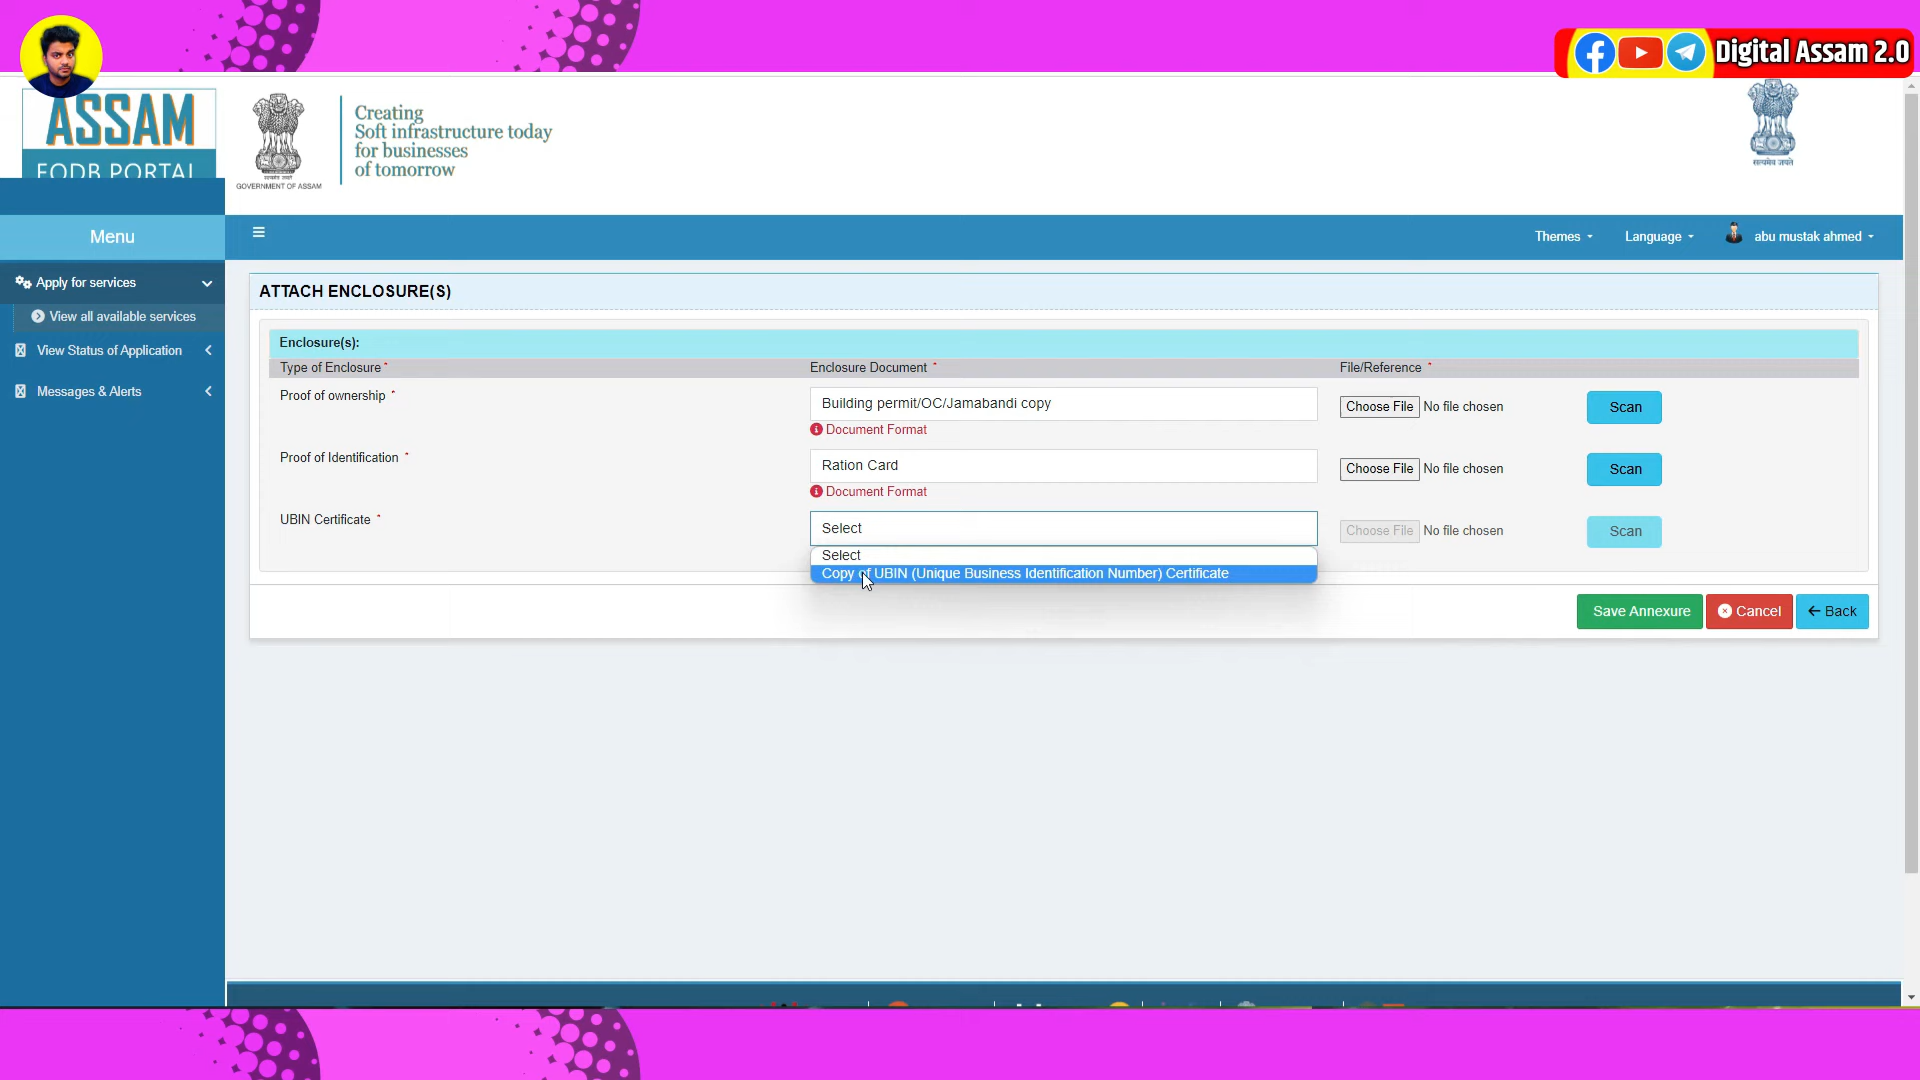 Digital Assam 2.0
ASSAM
EODB PORTAL
GOVERNMENT OF ASSAM
Creating
Soft infrastructure today
for businesses
of tomorrow
सत्यमेव जयते
Menu
Themes
Language
abu mustak ahmed
Apply for services
View all available services
View Status of Application
Messages & Alerts
ATTACH ENCLOSURE(S)
Enclosure(s):
Type of Enclosure * Enclosure Document * File/Reference *
Proof of ownership * Building permit/OC/Jamabandi copy Choose File No file chosen Scan
Document Format
Proof of Identification * Ration Card Choose File No file chosen Scan
Document Format
UBIN Certificate * Select Choose File No file chosen Scan
Select
Copy of UBIN (Unique Business Identification Number) Certificate
Save Annexure Cancel Back